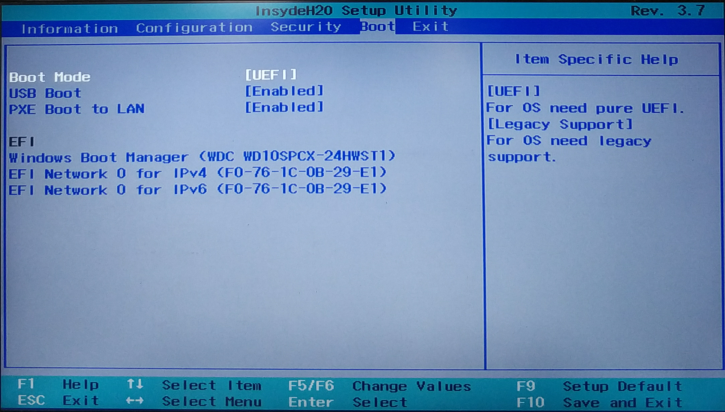 InsydeH2O Setup Utility Rev. 3.7
Information Configuration Security Boot Exit
Item Specific Help
Boot Mode [UEFI]
USB Boot [Enabled]
PXE Boot to LAN [Enabled]
EFI
Windows Boot Manager (WDC WD10SPCX-24HWST1)
EFI Network 0 for IPv4 (F0-76-1C-0B-29-E1)
EFI Network 0 for IPv6 (F0-76-1C-0B-29-E1)
[UEFI]
For OS need pure UEFI.
[Legacy Support]
For OS need legacy
support.
F1 Help ↑↓ Select Item F5/F6 Change Values F9 Setup Default
ESC Exit ↔ Select Menu Enter Select F10 Save and Exit